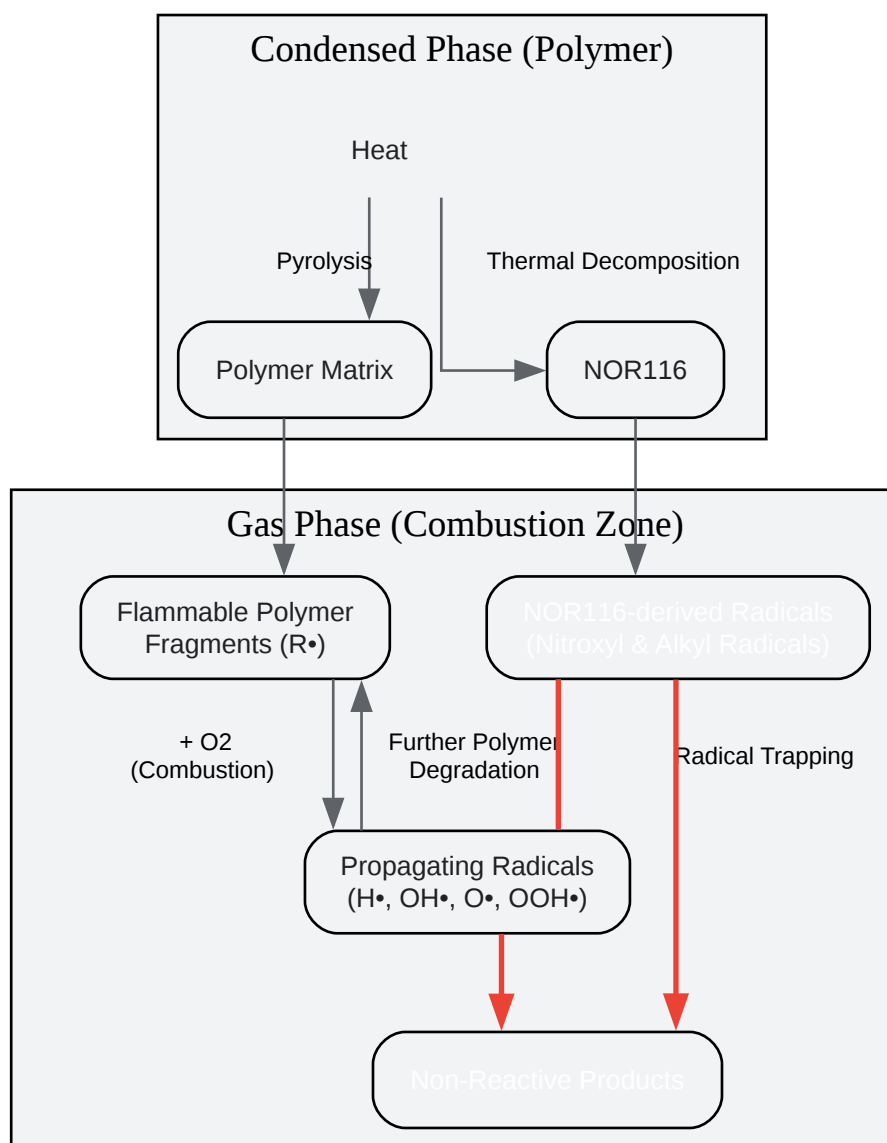 Condensed Phase (Polymer)
Heat
Pyrolysis
Thermal Decomposition
Polymer Matrix
NOR116
Gas Phase (Combustion Zone)
Flammable Polymer
Fragments (R•)
NOR116-derived Radicals
(Nitroxyl & Alkyl Radicals)
+ O2
(Combustion)
Further Polymer
Degradation
Radical Trapping
Propagating Radicals
(H•, OH•, O•, OOH•)
Non-Reactive Products